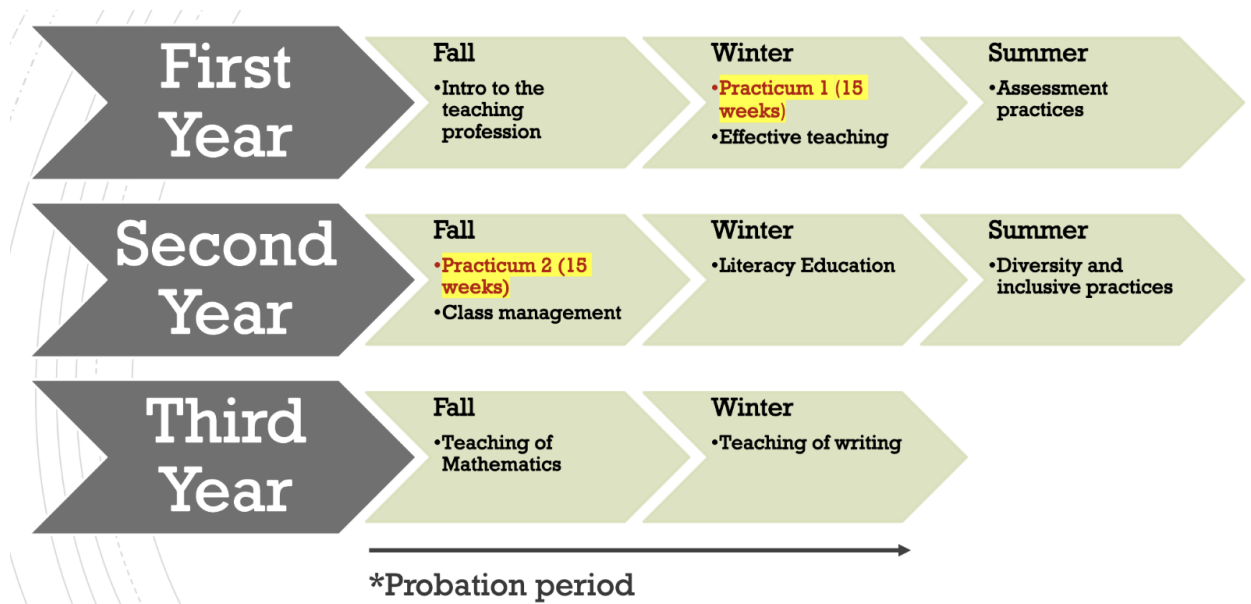 First
Year
Fall
•Intro to the
teaching
profession
Winter
•Practicum 1 (15
weeks)
•Effective teaching
Summer
•Assessment
practices
Second
Year
Fall
•Practicum 2 (15
weeks)
•Class management
Winter
•Literacy Education
Summer
•Diversity and
inclusive practices
Third
Year
Fall
•Teaching of
Mathematics
Winter
•Teaching of writing
*Probation period